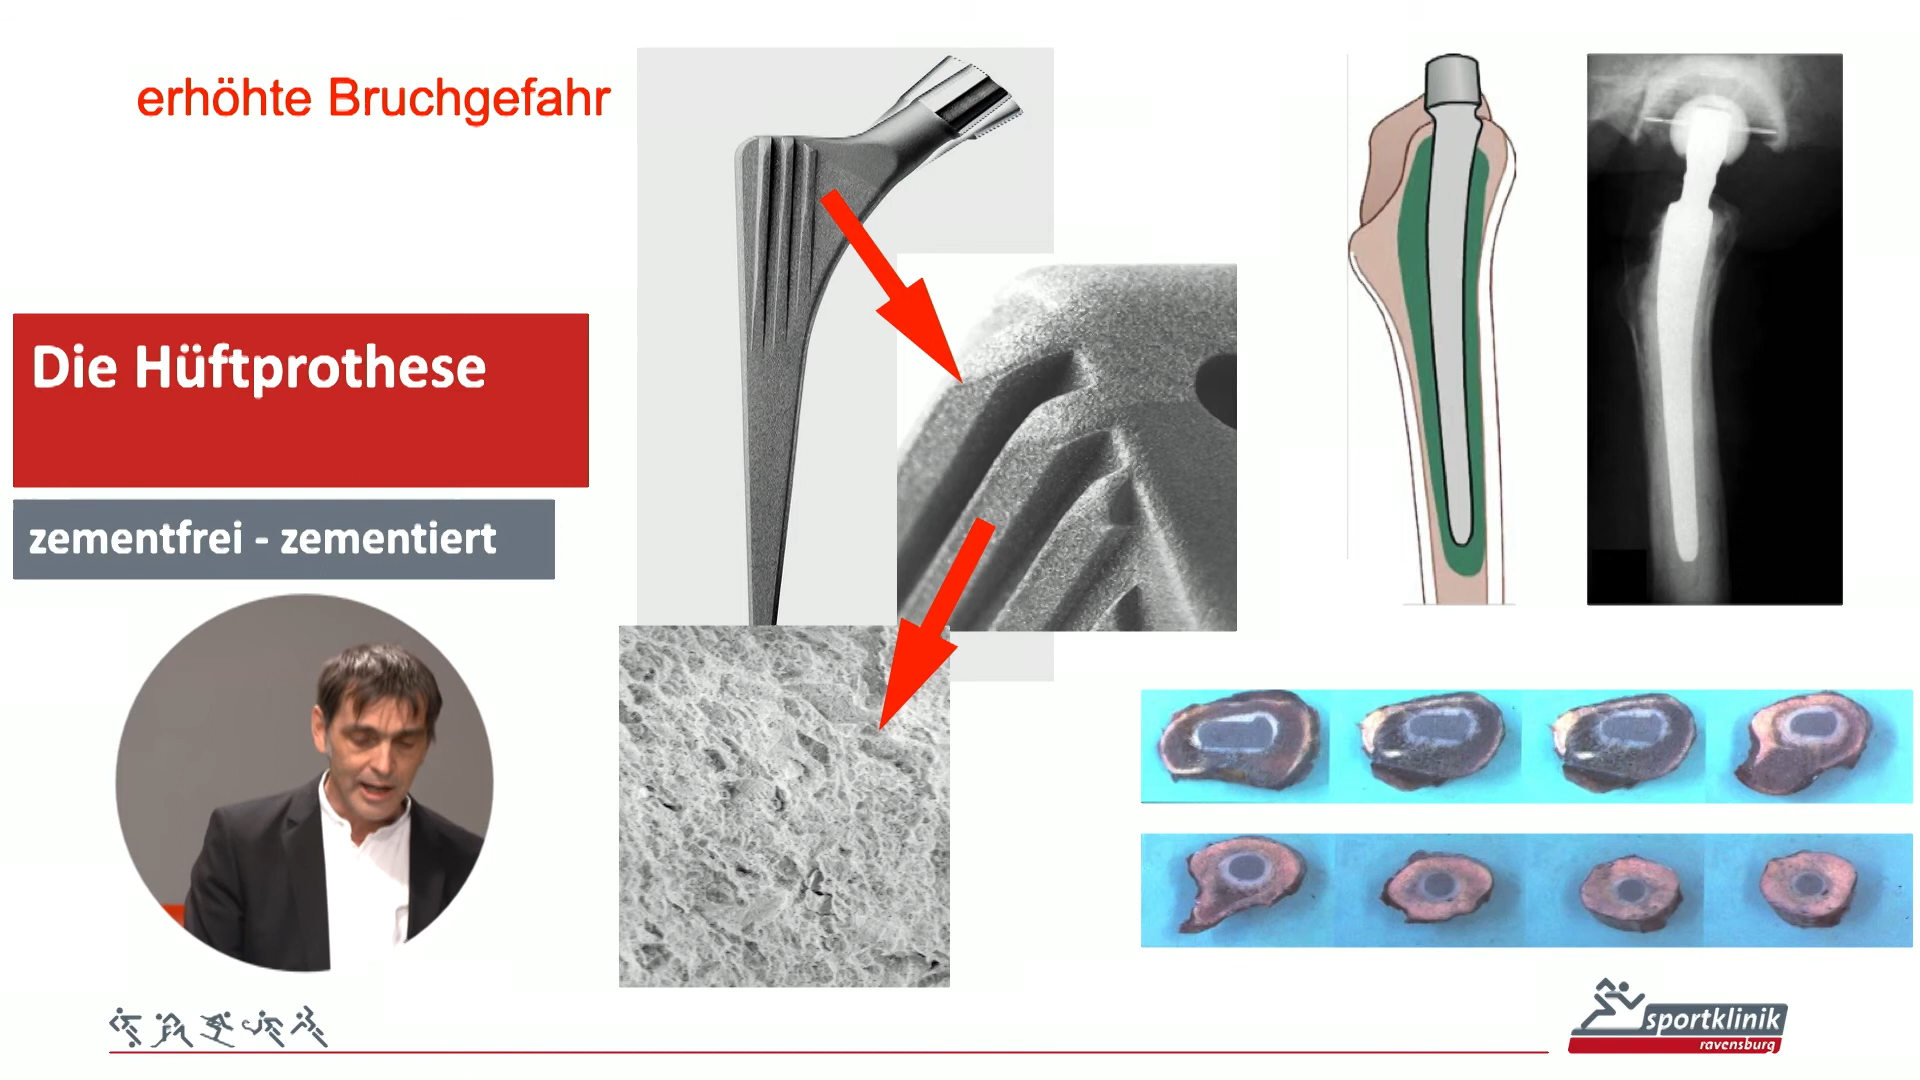 erhöhte Bruchgefahr
Die Hüftprothese
zementfrei - zementiert
sportklinik
ravensburg